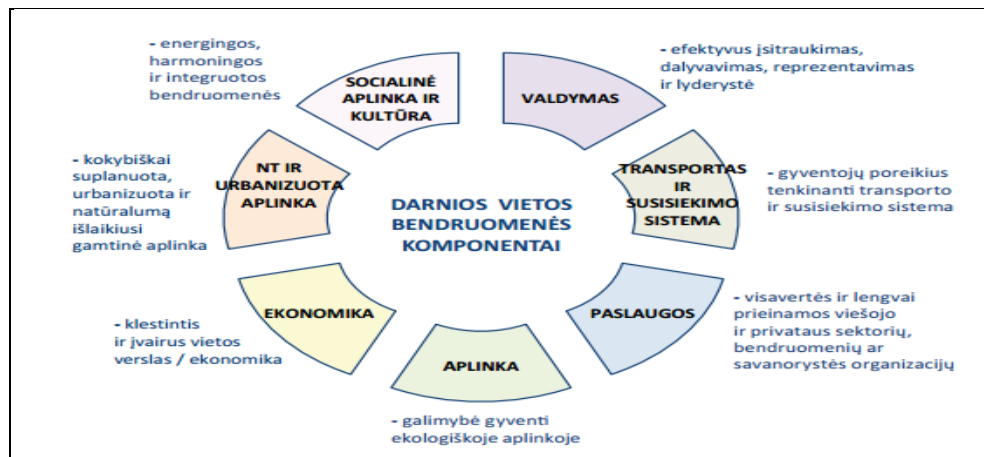 - energingos,
harmoningos
ir integruotos
bendruomenės
SOCIALINĖ
APLINKA IR
KULTŪRA
VALDYMAS
- efektyvus įsitraukimas,
dalyvavimas, reprezentavimas
ir lyderystė
- kokybiškai
suplanuota,
urbanizuota ir
natūralumą
išlaikiusi
gamtinė aplinka
NT IR
URBANIZUOTA
APLINKA
DARNIOS VIETOS
BENDRUOMENĖS
KOMPONENTAI
TRANSPORTAS
IR
SUSISIEKIMO
SISTEMA
- gyventojų poreikius
tenkinanti transporto
ir susisiekimo sistema
EKONOMIKA
- klestintis
ir įvairus vietos
verslas / ekonomika
APLINKA
- galimybė gyventi
ekologiškoje aplinkoje
PASLAUGOS
- visavertės ir lengvai
prieinamos viešojo
ir privataus sektorių,
bendruomenių ar
savanorystės organizacijų